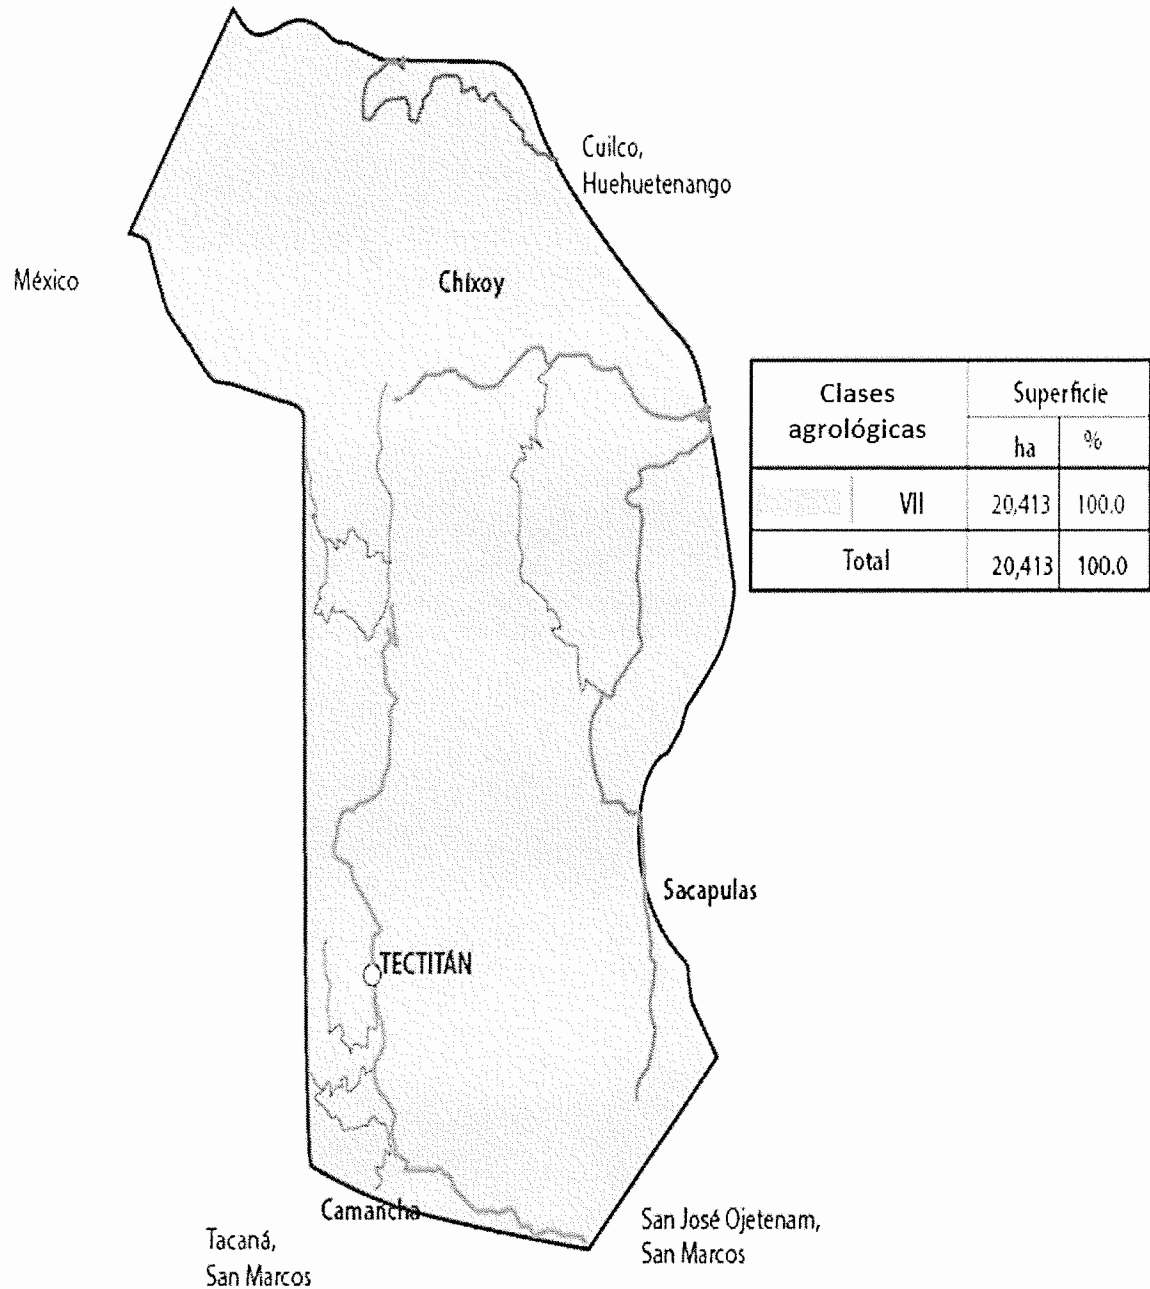 Cuilco,
Huehuetenango
México
Chixoy
Clases
agrológicas
Superficie
ha
%
VII
20,413
100.0
Total
20,413
100.0
Sacapulas
TECTITÁN
Camancha
Tacaná,
San Marcos
San José Ojetenam,
San Marcos